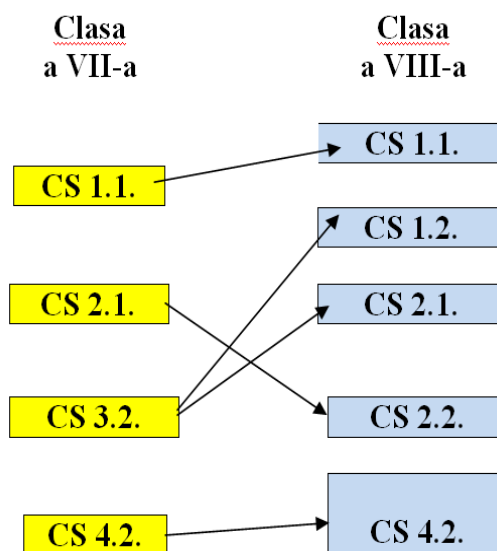 Clasa
a VII-a
CS 1.1.
CS 2.1.
CS 3.2.
CS 4.2.
Clasa
a VIII-a
CS 1.1.
CS 1.2.
CS 2.1.
CS 2.2.
CS 4.2.